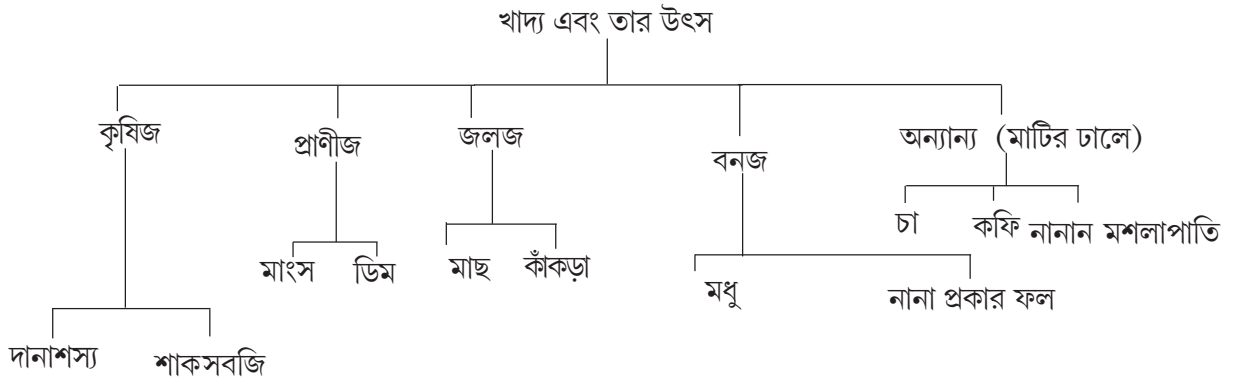 খাদ্য এবং তার উৎস
কৃষিজ
প্রাণীজ
জলজ
বনজ
অন্যান্য (মাটির ঢালে)
চা
কফি
নানান মশলাপাতি
মাংস
ডিম
মাছ
কাঁকড়া
মধু
নানা প্রকার ফল
দানাশস্য
শাকসবজি